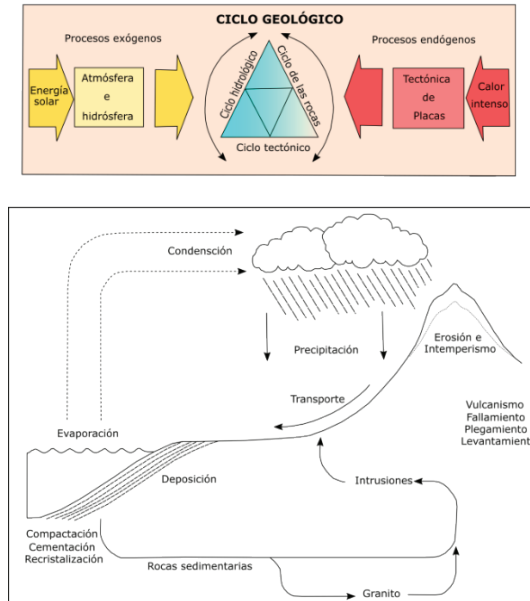 CICLO GEOLÓGICO
Procesos exógenos
Procesos endógenos
Energía
solar
Atmósfera
e
hidrósfera
Ciclo hidrológico
Ciclo de las rocas
Ciclo tectónico
Tectónica
de
Placas
Calor
intenso
Condensción
Precipitación
Erosión e
Intemperismo
Transporte
Vulcanismo
Fallamiento
Plegamiento
Levantamient
Evaporación
Deposición
Intrusiones
Compactación
Cementación
Recristalización
Rocas sedimentarias
Granito